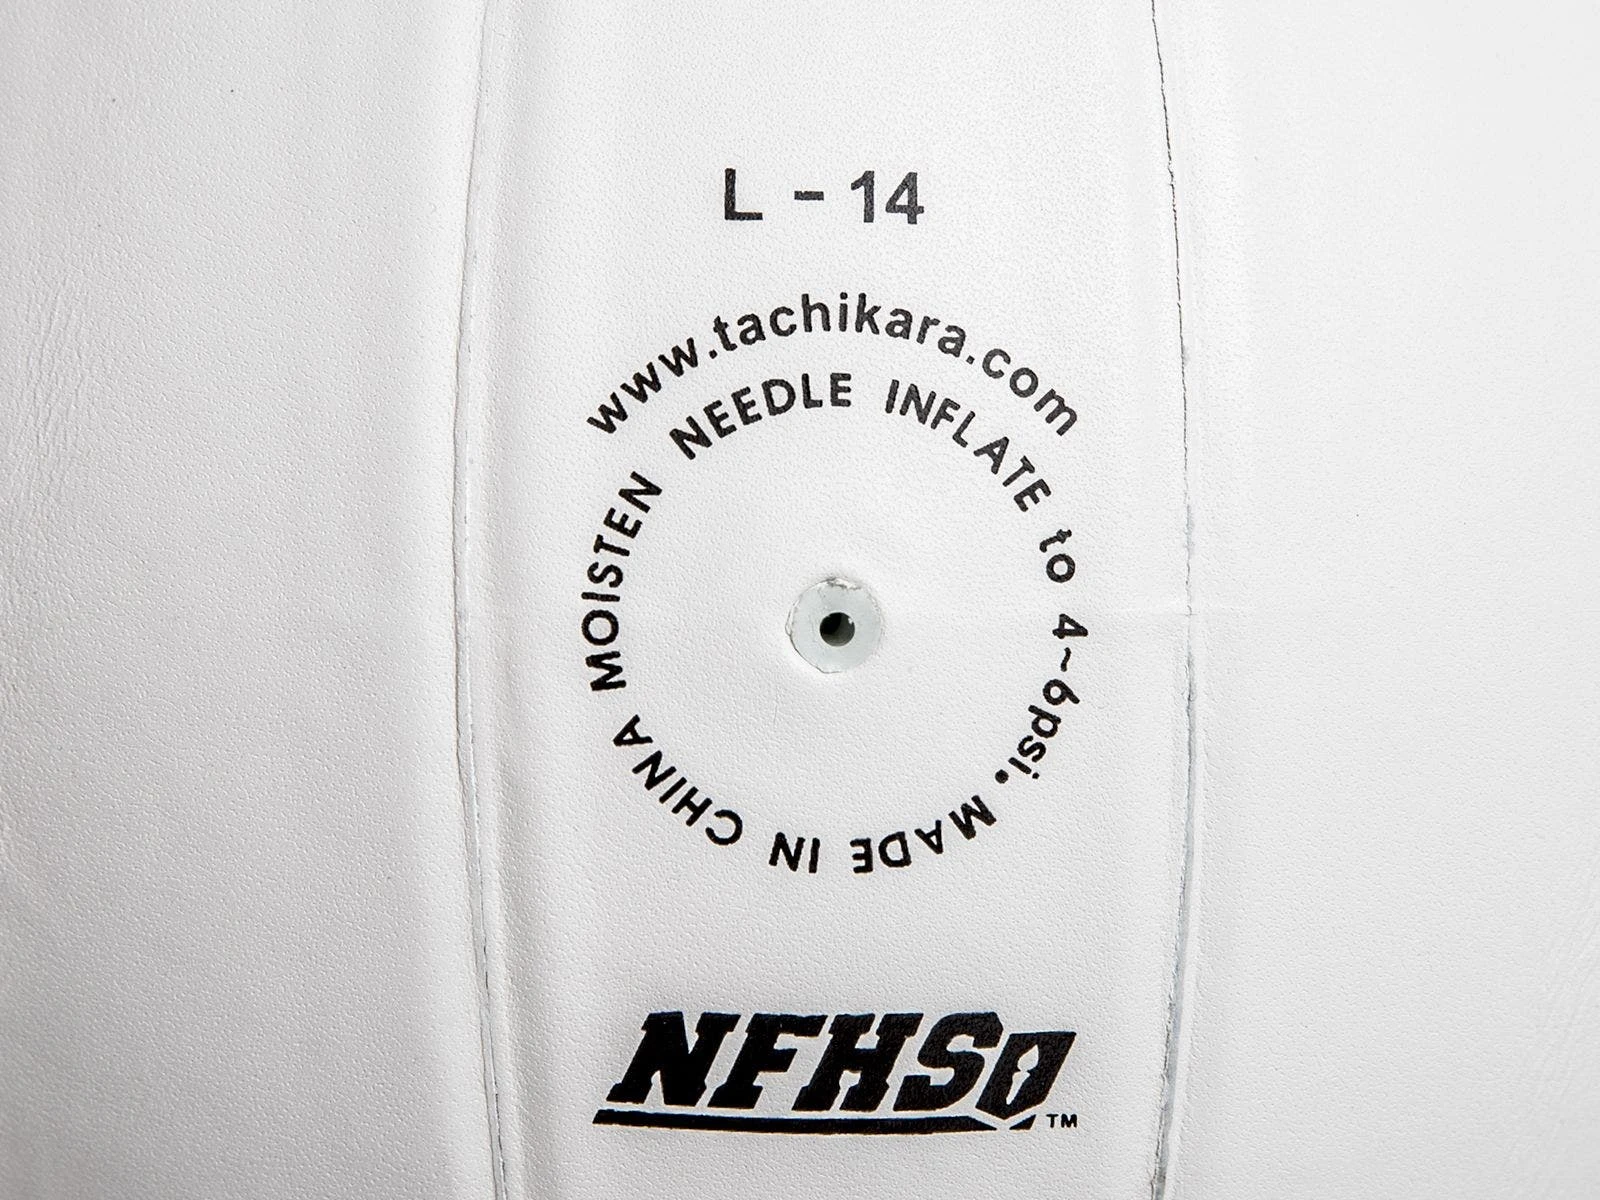 L - 14
www.tachikara.com
MOISTEN NEEDLE INFLATE to 4~6psi. MADE IN CHINA
NFHS
TM